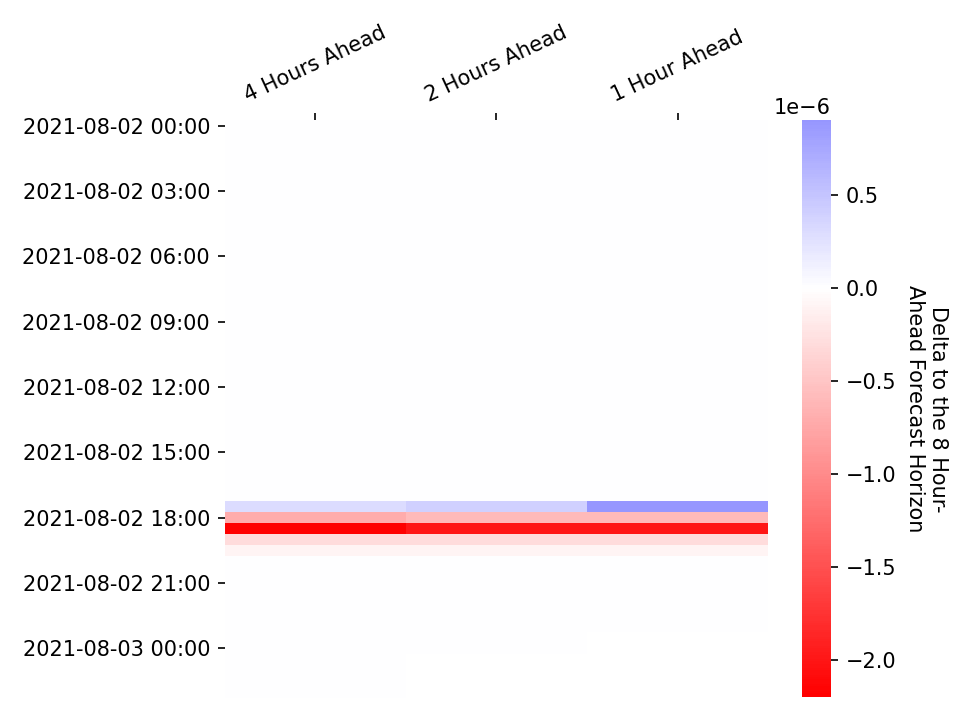 4 Hours Ahead
2 Hours Ahead
1 Hour Ahead
1e−6
2021-08-02 00:00
2021-08-02 03:00
2021-08-02 06:00
2021-08-02 09:00
2021-08-02 12:00
2021-08-02 15:00
2021-08-02 18:00
2021-08-02 21:00
2021-08-03 00:00
0.5
0.0
−0.5
−1.0
−1.5
−2.0
Delta to the 8 Hour-
Ahead Forecast Horizon